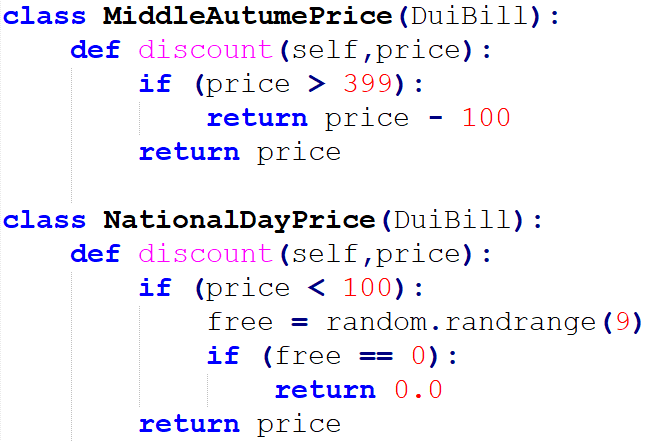 class MiddleAutumePrice(DuiBill):
    def discount(self,price):
        if (price > 399):
            return price - 100
        return price
class NationalDayPrice(DuiBill):
    def discount(self,price):
        if (price < 100):
            free = random.randrange(9)
            if (free == 0):
                return 0.0
        return price